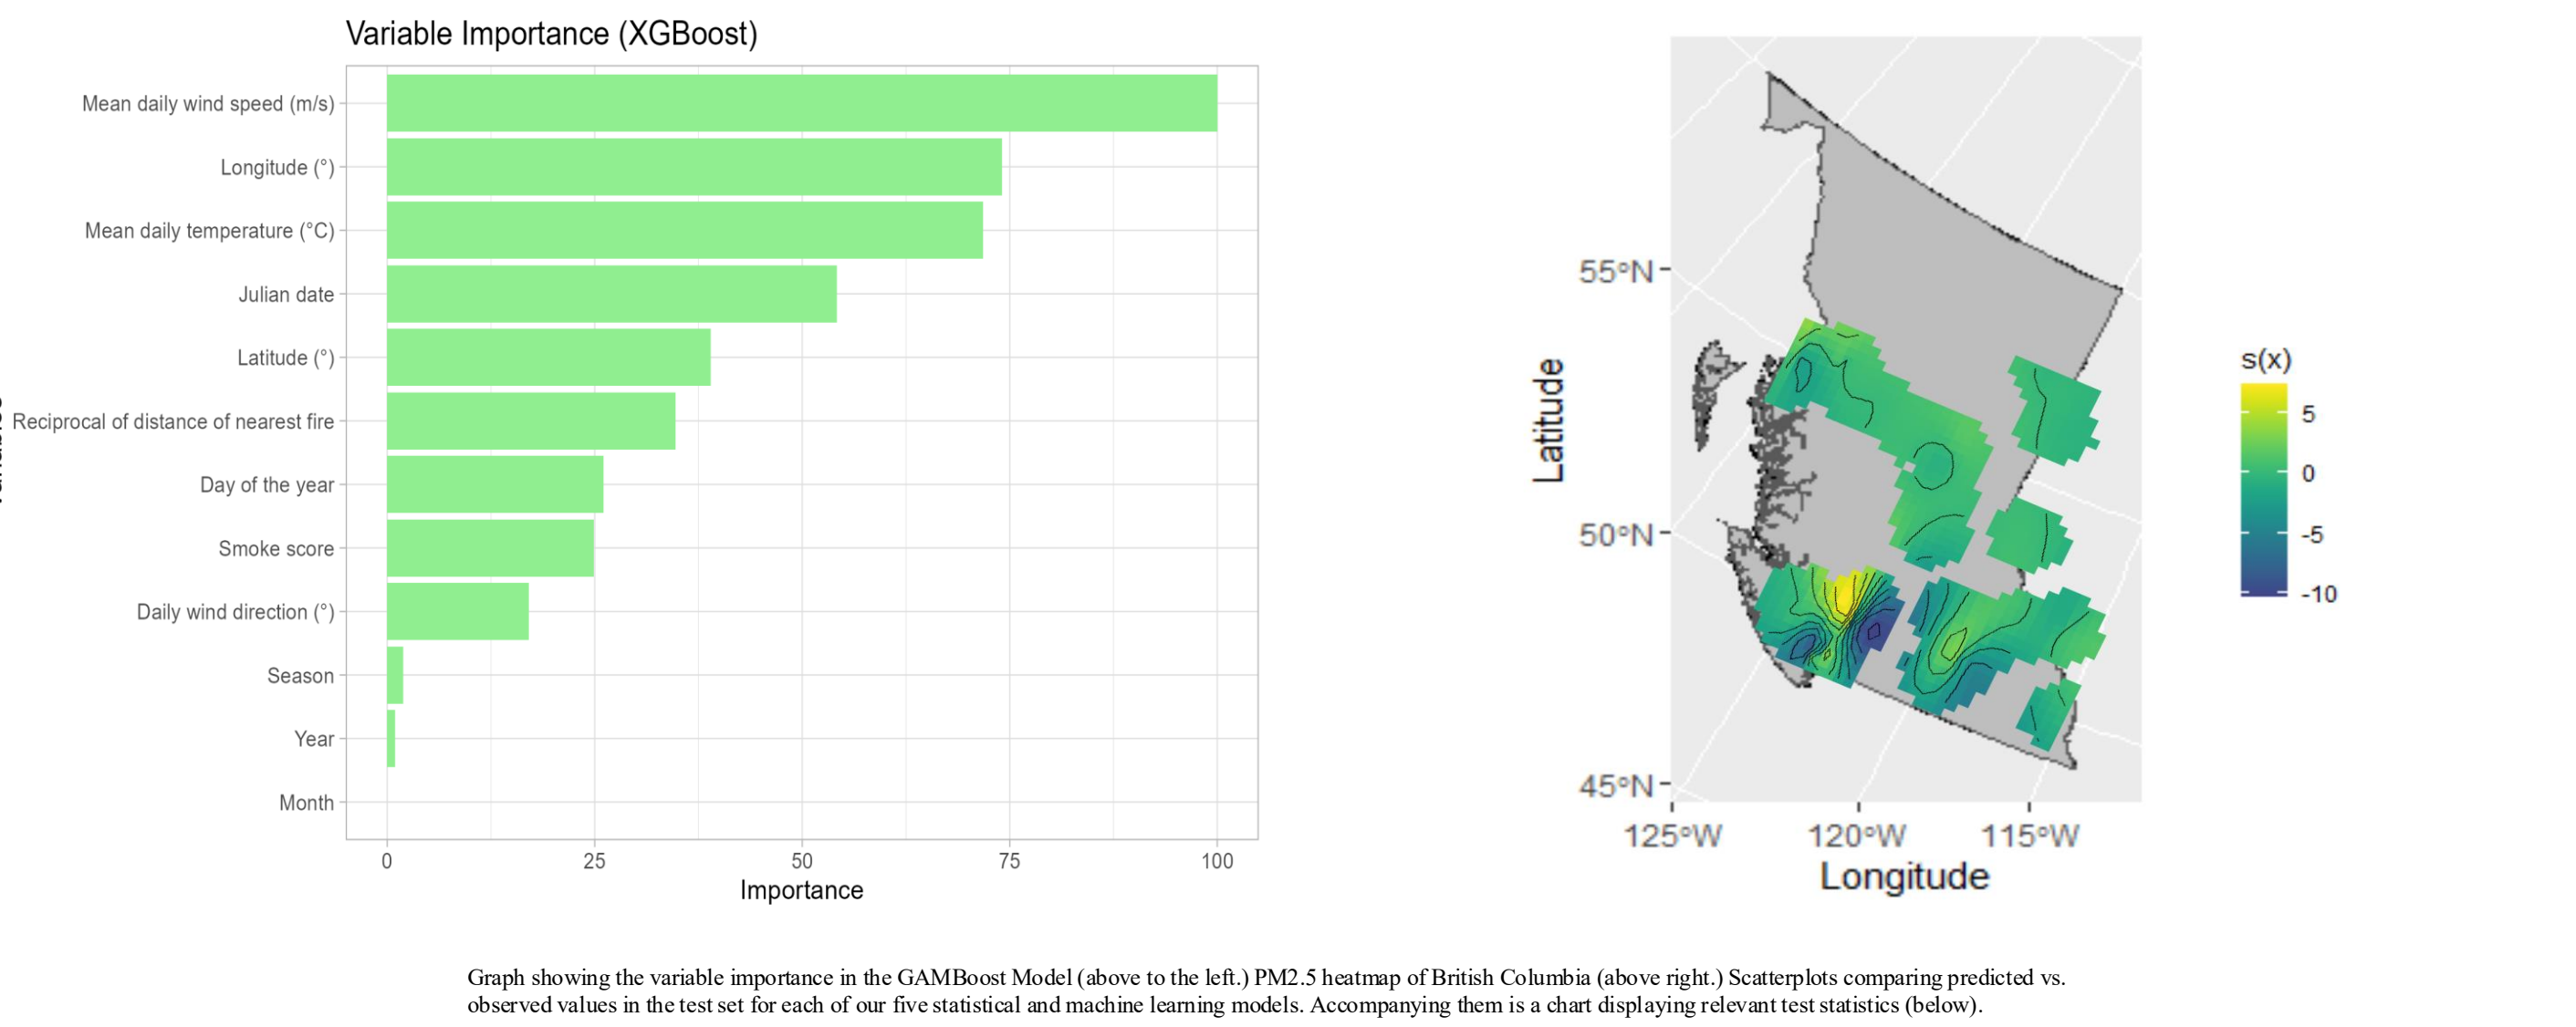 Variable Importance (XGBoost)
Mean daily wind speed (m/s)
Longitude (°)
Mean daily temperature (°C)
Julian date
Latitude (°)
Reciprocal of distance of nearest fire
Day of the year
Smoke score
Daily wind direction (°)
Season
Year
Month
0 25 50 75 100
Importance
Latitude
55°N
50°N
45°N
125°W 120°W 115°W
Longitude
s(x)
5
0
-5
-10
Graph showing the variable importance in the GAMBoost Model (above to the left.) PM2.5 heatmap of British Columbia (above right.) Scatterplots comparing predicted vs.
observed values in the test set for each of our five statistical and machine learning models. Accompanying them is a chart displaying relevant test statistics (below).